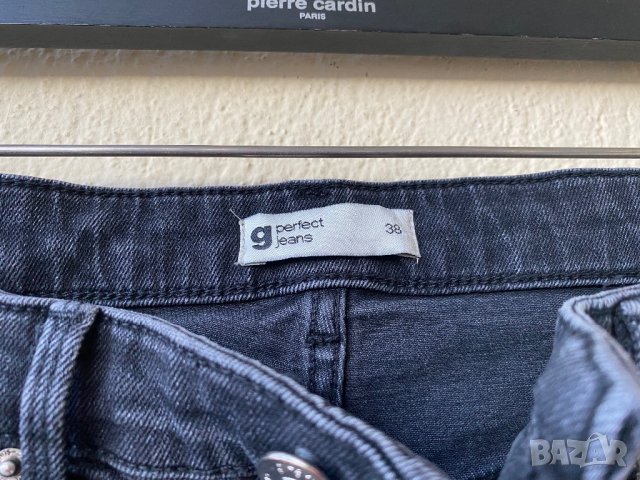 pierre cardin
PARIS
g perfect jeans 38
BAZAR